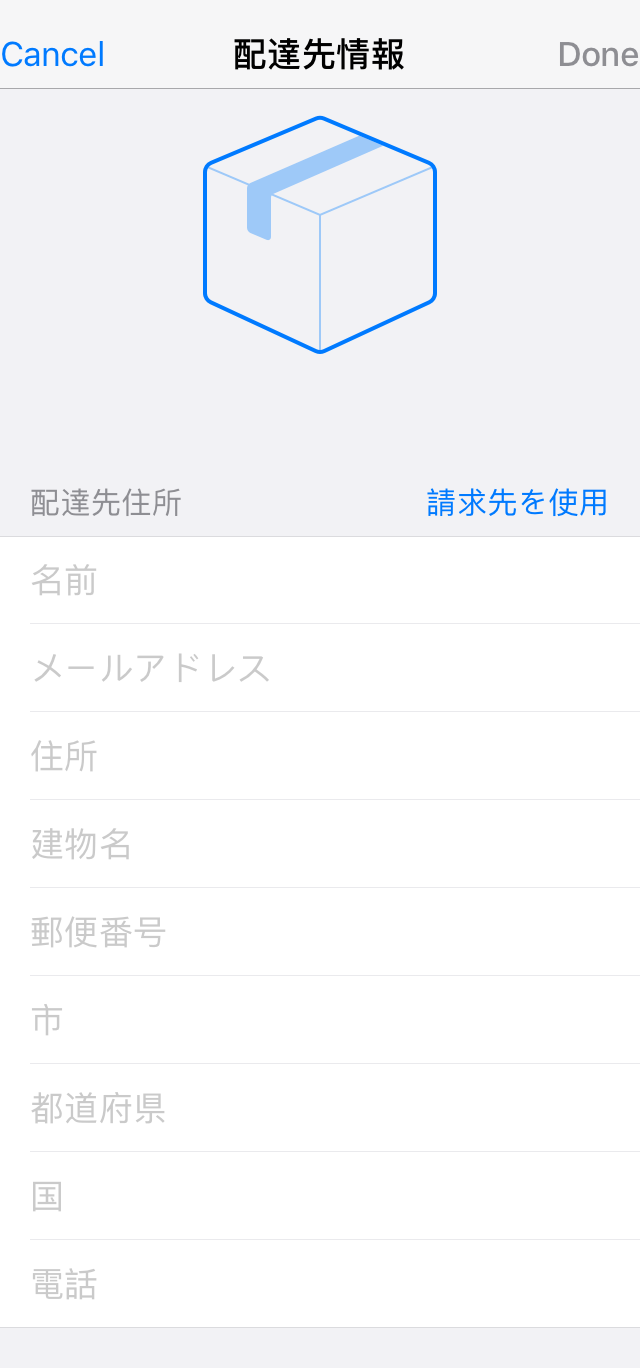 Cancel 配達先情報 Done
配達先住所 請求先を使用
名前
メールアドレス
住所
建物名
郵便番号
市
都道府県
国
電話